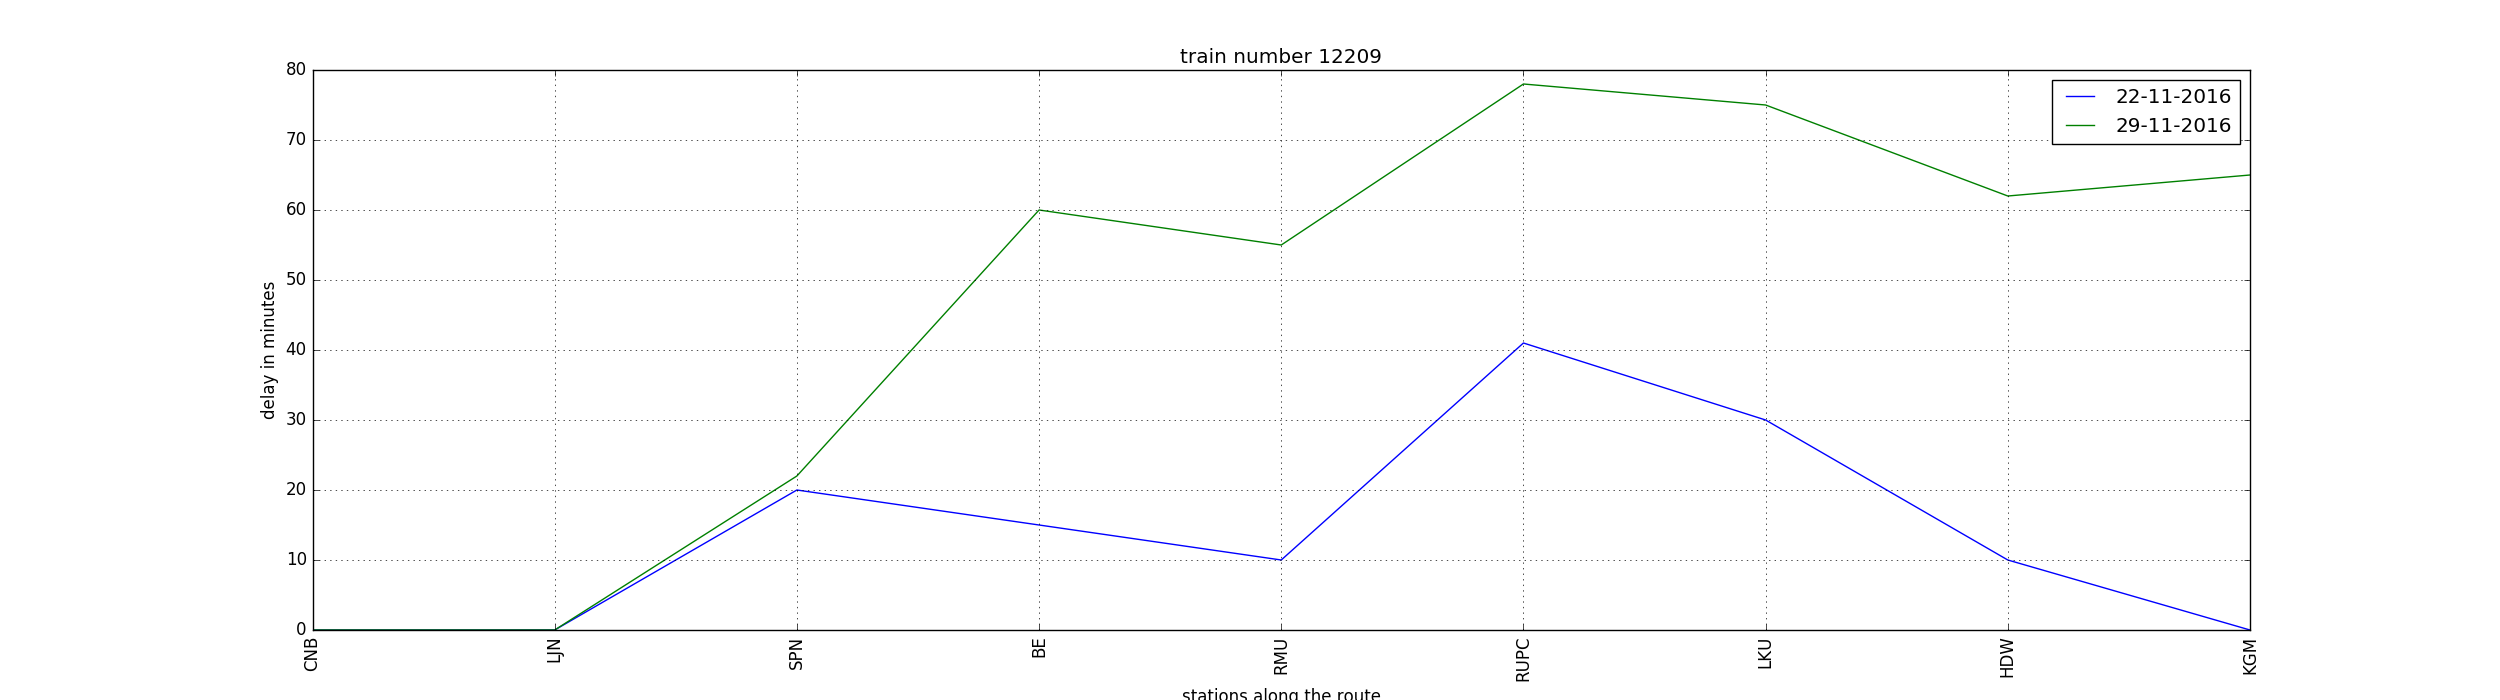 train number 12209
80
70
60
50
40
30
20
10
0
delay in minutes
22-11-2016
29-11-2016
CNB
LJN
SPN
BE
RMU
RUPC
LKU
HDW
KGM
stations along the route